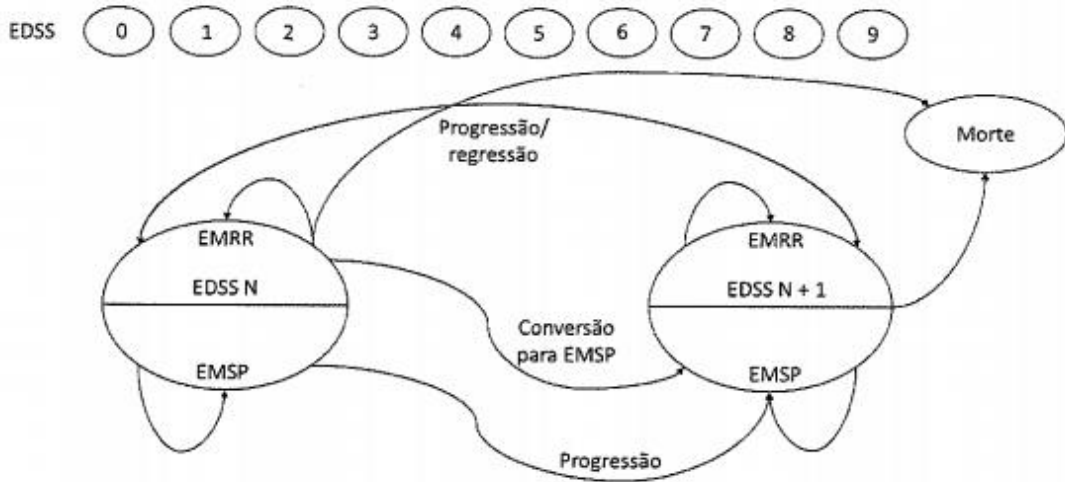 EDSS 0 1 2 3 4 5 6 7 8 9
Progressão/
regressão
Morte
EMRR
EDSS N
EMSP
Conversão
para EMSP
Progressão
EMRR
EDSS N + 1
EMSP